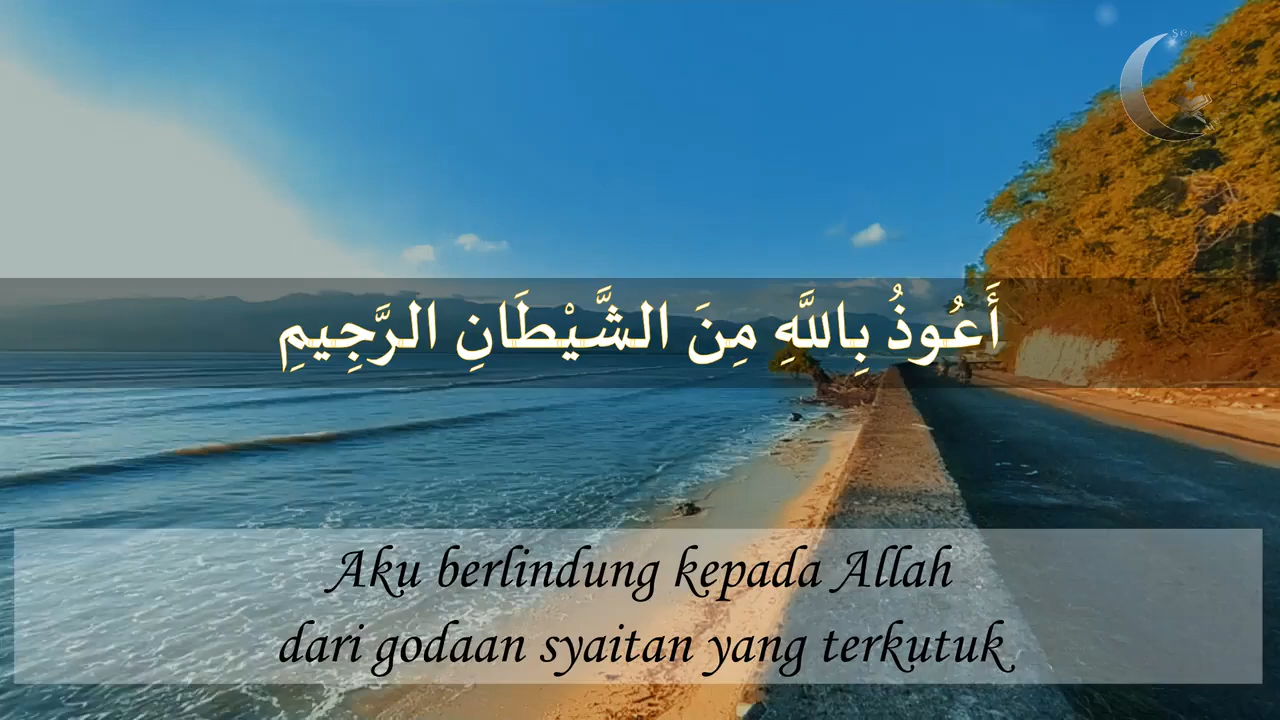 أَعُوذُ بِاللَّهِ مِنَ الشَّيْطَانِ الرَّجِيمِ
Aku berlindung kepada Allah
dari godaan syaitan yang terkutuk